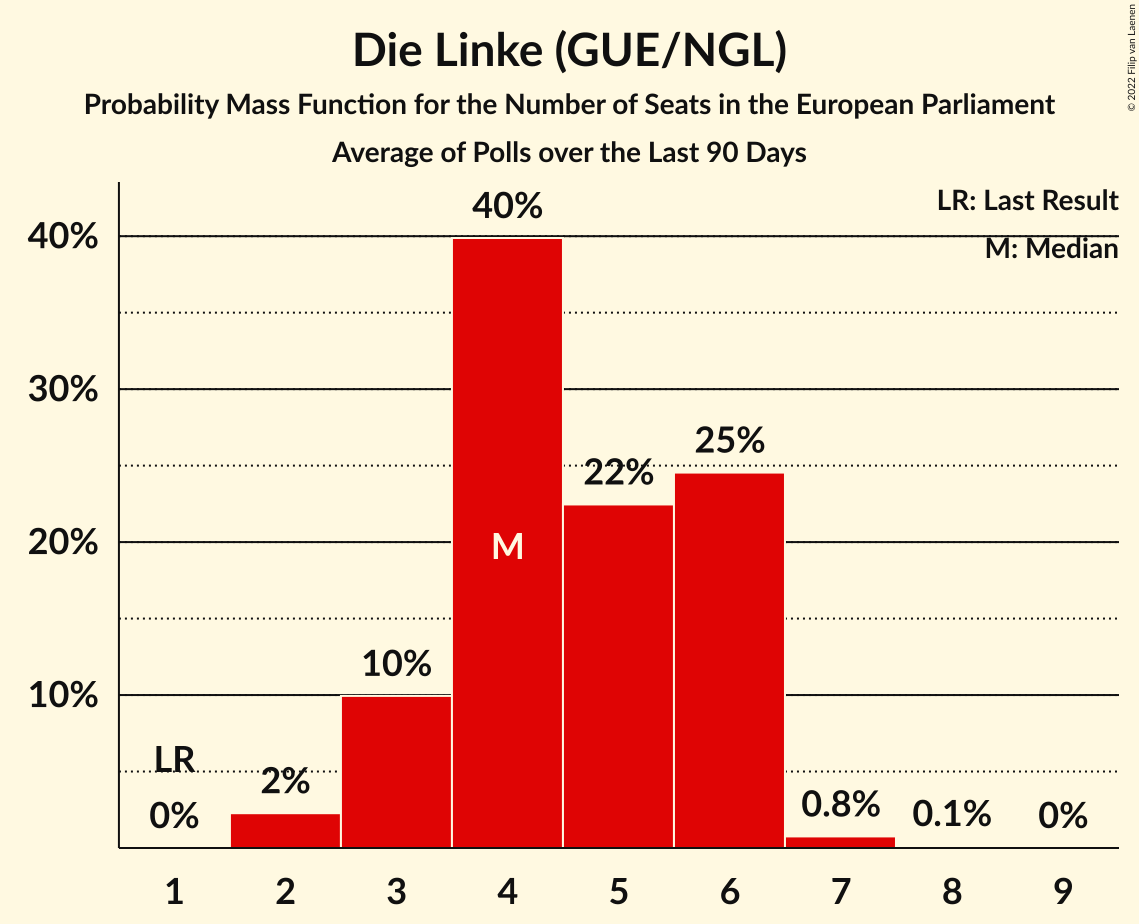 Die Linke (GUE/NGL)
Probability Mass Function for the Number of Seats in the European Parliament
Average of Polls over the Last 90 Days
© 2022 Filip van Laenen
LR: Last Result
M: Median
40%
30%
20%
10%
LR
0%
2%
10%
40%
M
22%
25%
0.8%
0.1%
0%
1 2 3 4 5 6 7 8 9